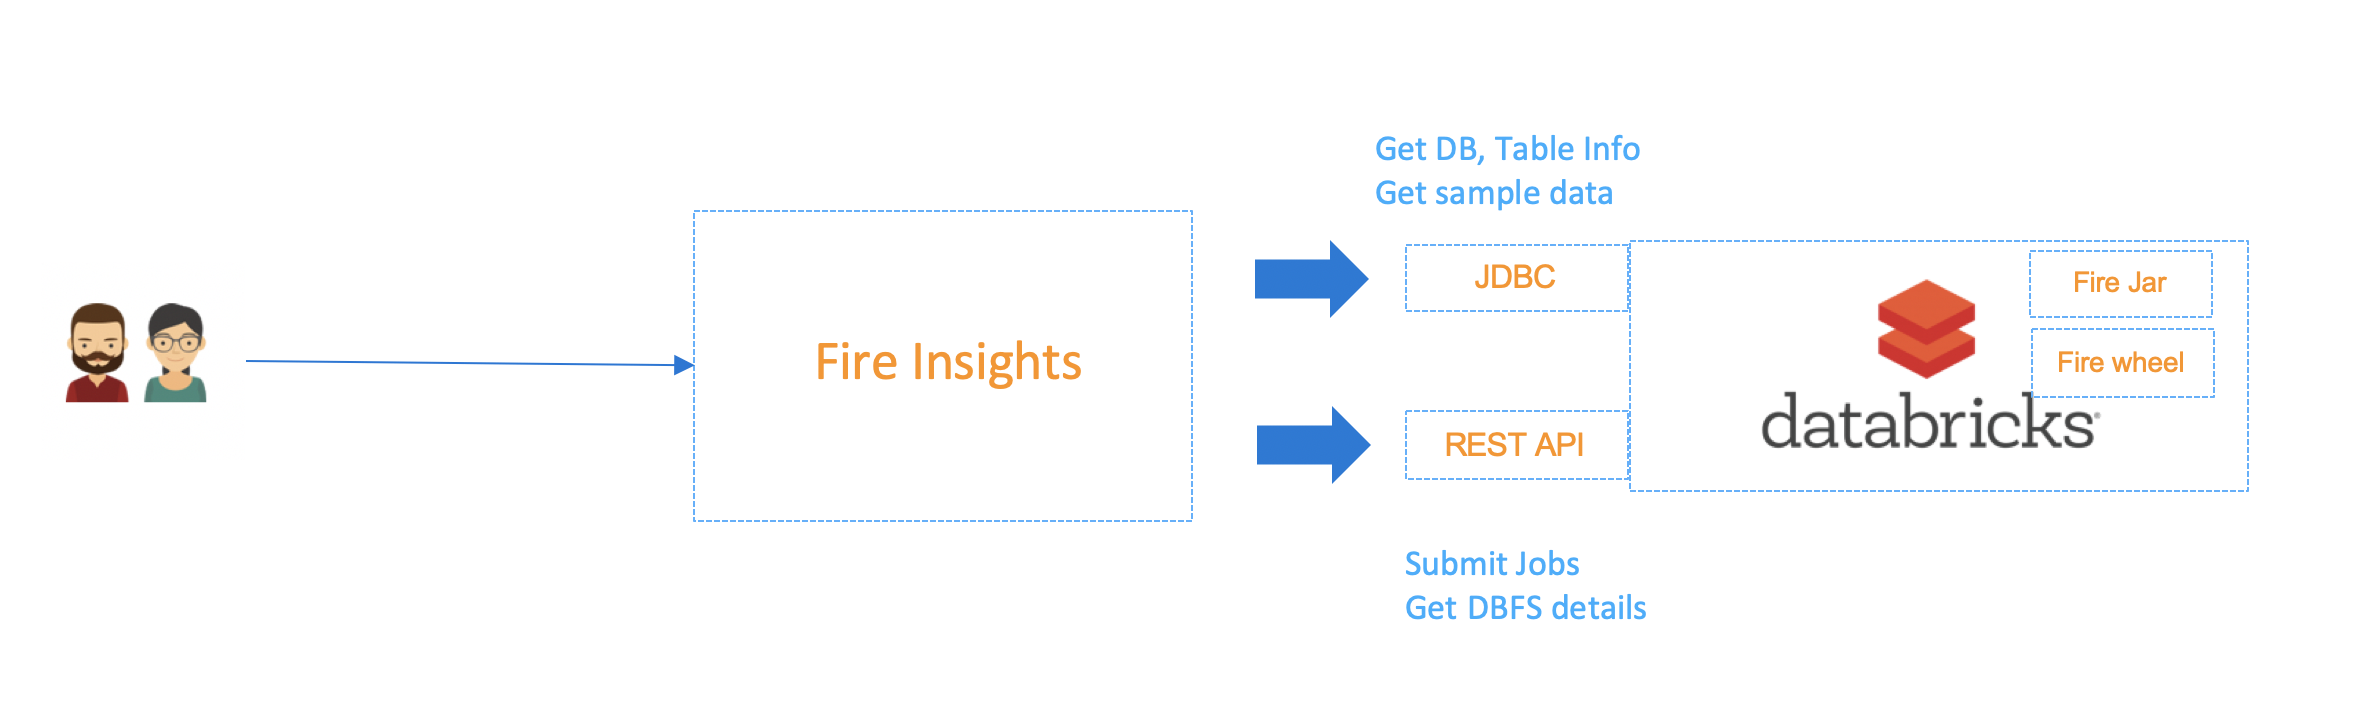 Get DB, Table Info
Get sample data
JDBC
Fire Jar
Fire Insights
Fire wheel
databricks
REST API
Submit Jobs
Get DBFS details